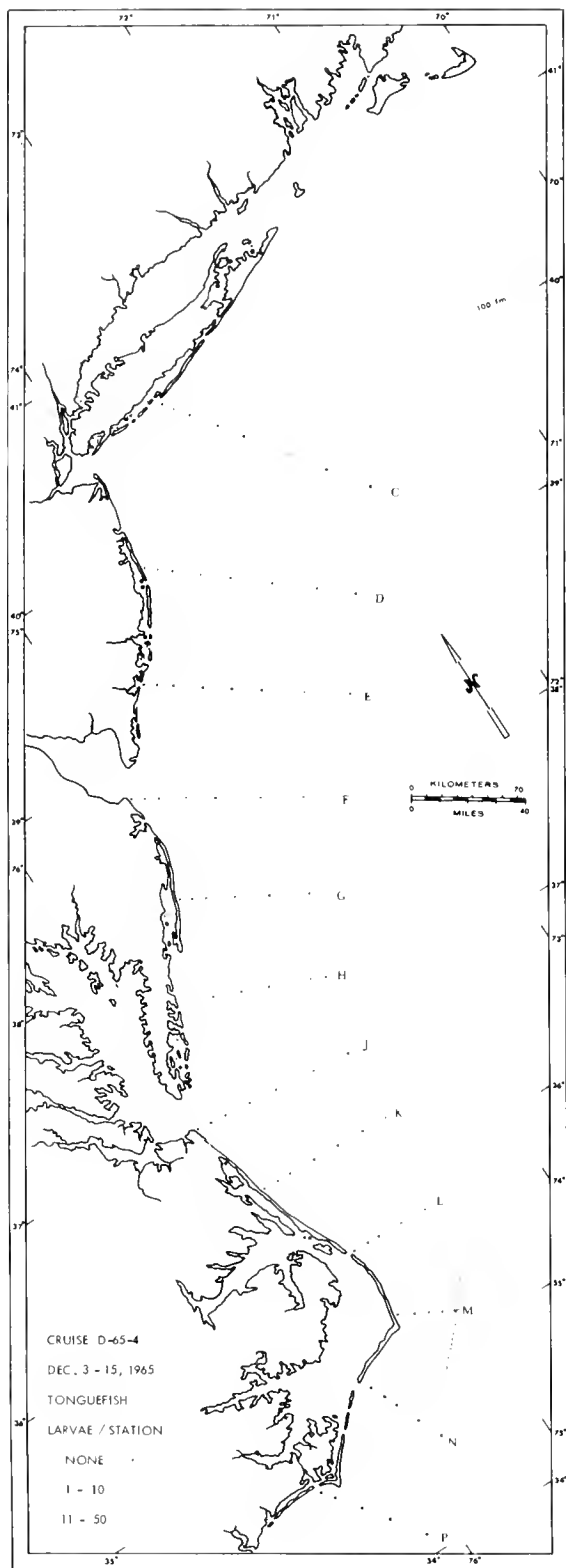 72° 71° 70°
41°
73°
70°
40°
100 fm
74°
41°
71°
39°
C
D
40°
75°
E
72°
38°
KILOMETERS
0 70
0 40
MILES
F
39°
76°
37°
G
73°
H
38°
J
36°
K
74°
L
37°
35°
M
CRUISE D-65-4
DEC. 3 - 15, 1965
TONGUEFISH
LARVAE / STATION
NONE
1 - 10
11 - 50
36°
75°
N
34°
P
35° 34° 76°